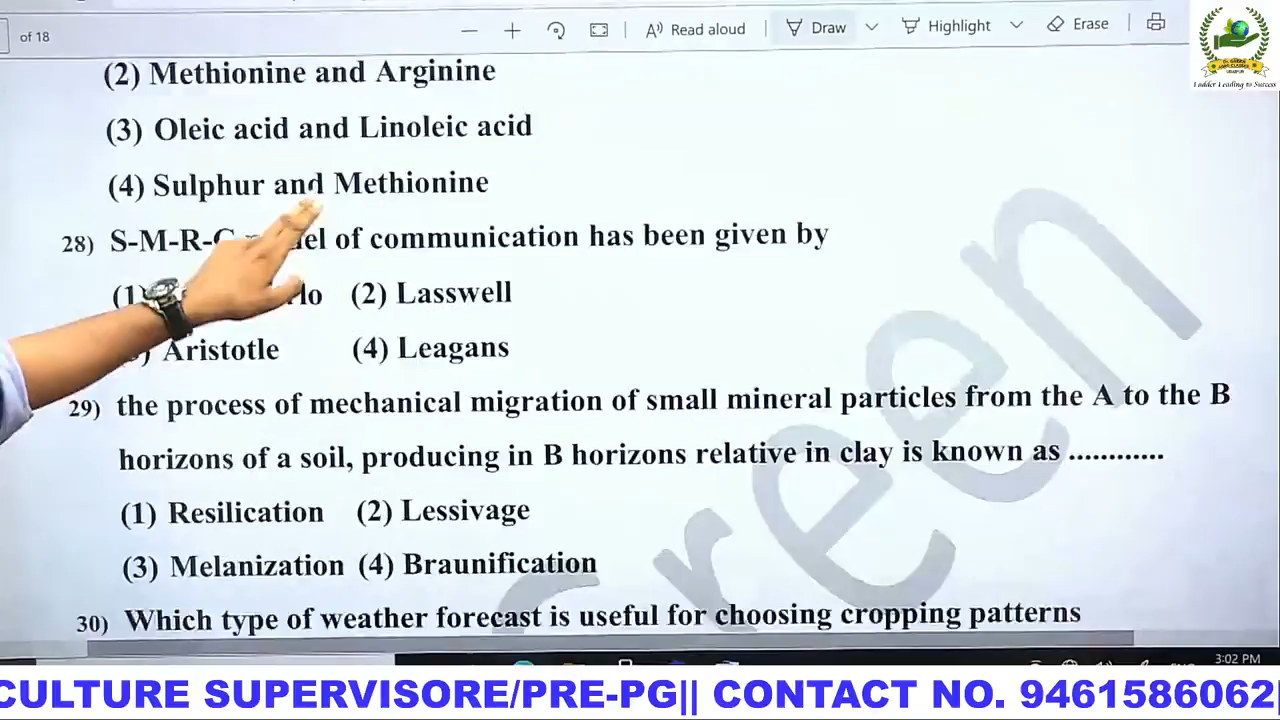 of 18
Read aloud
Draw
Highlight
Erase
Ladder Leading to Success
(2) Methionine and Arginine
(3) Oleic acid and Linoleic acid
(4) Sulphur and Methionine
28) S-M-R-C of communication has been given by
(2) Lasswell
Aristotle (4) Leagans
29) the process of mechanical migration of small mineral particles from the A to the B
horizons of a soil, producing in B horizons relative in clay is known as ............
(1) Resilication (2) Lessivage
(3) Melanization (4) Braunification
30) Which type of weather forecast is useful for choosing cropping patterns
reen
3:02 PM
CULTURE SUPERVISORE/PRE-PG|| CONTACT NO. 9461586062|